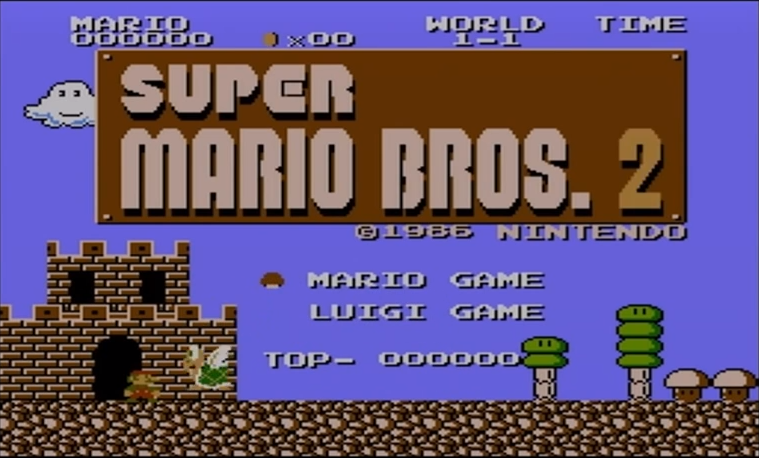 MARIO WORLD TIME
000000 ×00 1-1
SUPER
MARIO BROS. 2
©1986 NINTENDO
MARIO GAME
LUIGI GAME
TOP- 000000